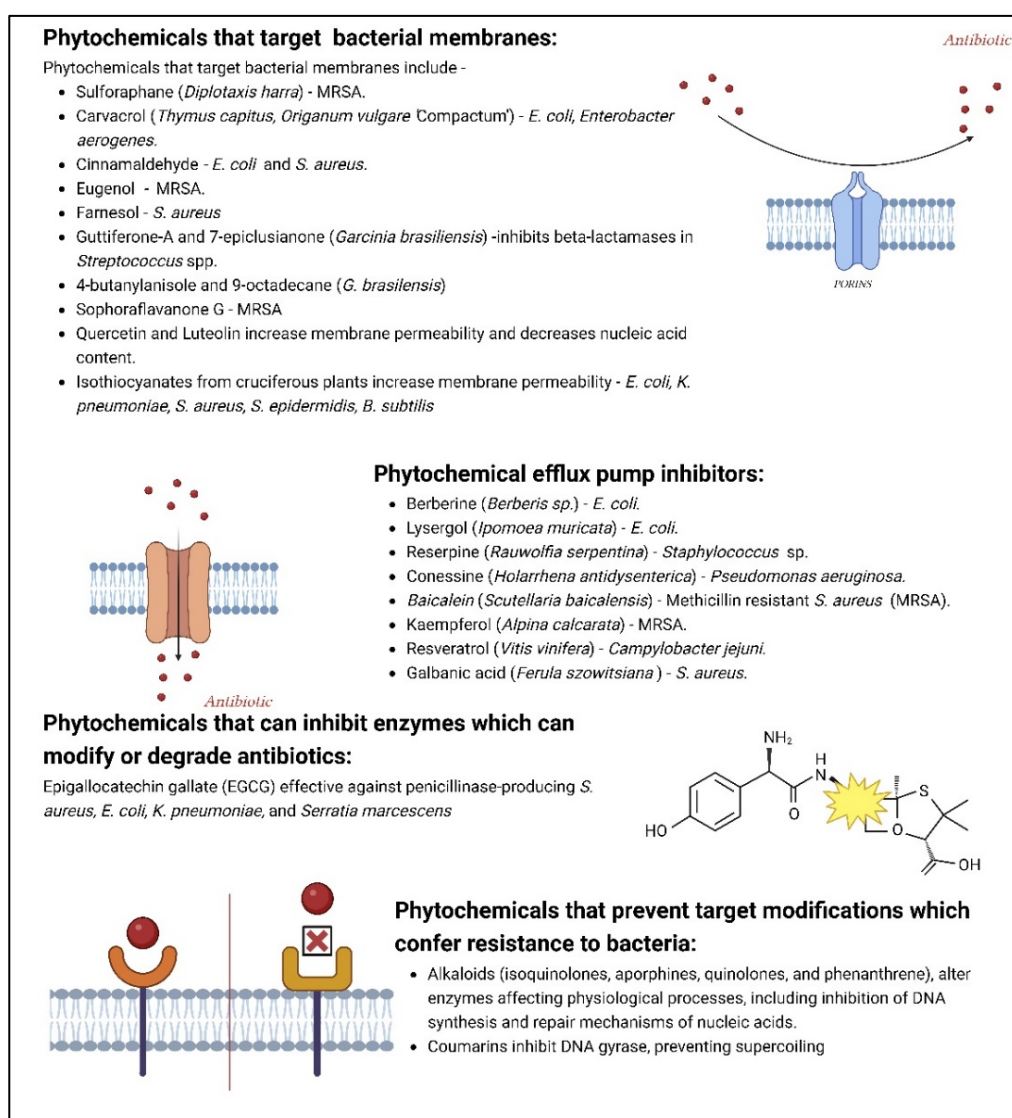 Phytochemicals that target bacterial membranes:
Antibiotic
Phytochemicals that target bacterial membranes include -
• Sulforaphane (Diplotaxis harra) - MRSA.
• Carvacrol (Thymus capitus, Origanum vulgare 'Compactum') - E. coli, Enterobacter
aerogenes.
• Cinnamaldehyde - E. coli and S. aureus.
• Eugenol - MRSA.
• Farnesol - S. aureus
• Guttiferone-A and 7-epiclusianone (Garcinia brasiliensis) -inhibits beta-lactamases in
Streptococcus spp.
• 4-butanylanisole and 9-octadecane (G. brasilensis)
• Sophoraflavanone G - MRSA
• Quercetin and Luteolin increase membrane permeability and decreases nucleic acid
content.
• Isothiocyanates from cruciferous plants increase membrane permeability - E. coli, K.
pneumoniae, S. aureus, S. epidermidis, B. subtilis
PORINS
Phytochemical efflux pump inhibitors:
• Berberine (Berberis sp.) - E. coli.
• Lysergol (Ipomoea muricata) - E. coli.
• Reserpine (Rauwolfia serpentina) - Staphylococcus sp.
• Conessine (Holarrhena antidysenterica) - Pseudomonas aeruginosa.
• Baicalein (Scutellaria baicalensis) - Methicillin resistant S. aureus (MRSA).
• Kaempferol (Alpina calcarata) - MRSA.
• Resveratrol (Vitis vinifera) - Campylobacter jejuni.
• Galbanic acid (Ferula szowitsiana ) - S. aureus.
Antibiotic
Phytochemicals that can inhibit enzymes which can
modify or degrade antibiotics:
Epigallocatechin gallate (EGCG) effective against penicillinase-producing S.
aureus, E. coli, K. pneumoniae, and Serratia marcescens
NH₂
H
N
S
O
O
HO
OH
Phytochemicals that prevent target modifications which
confer resistance to bacteria:
• Alkaloids (isoquinolones, aporphines, quinolones, and phenanthrene), alter
enzymes affecting physiological processes, including inhibition of DNA
synthesis and repair mechanisms of nucleic acids.
• Coumarins inhibit DNA gyrase, preventing supercoiling